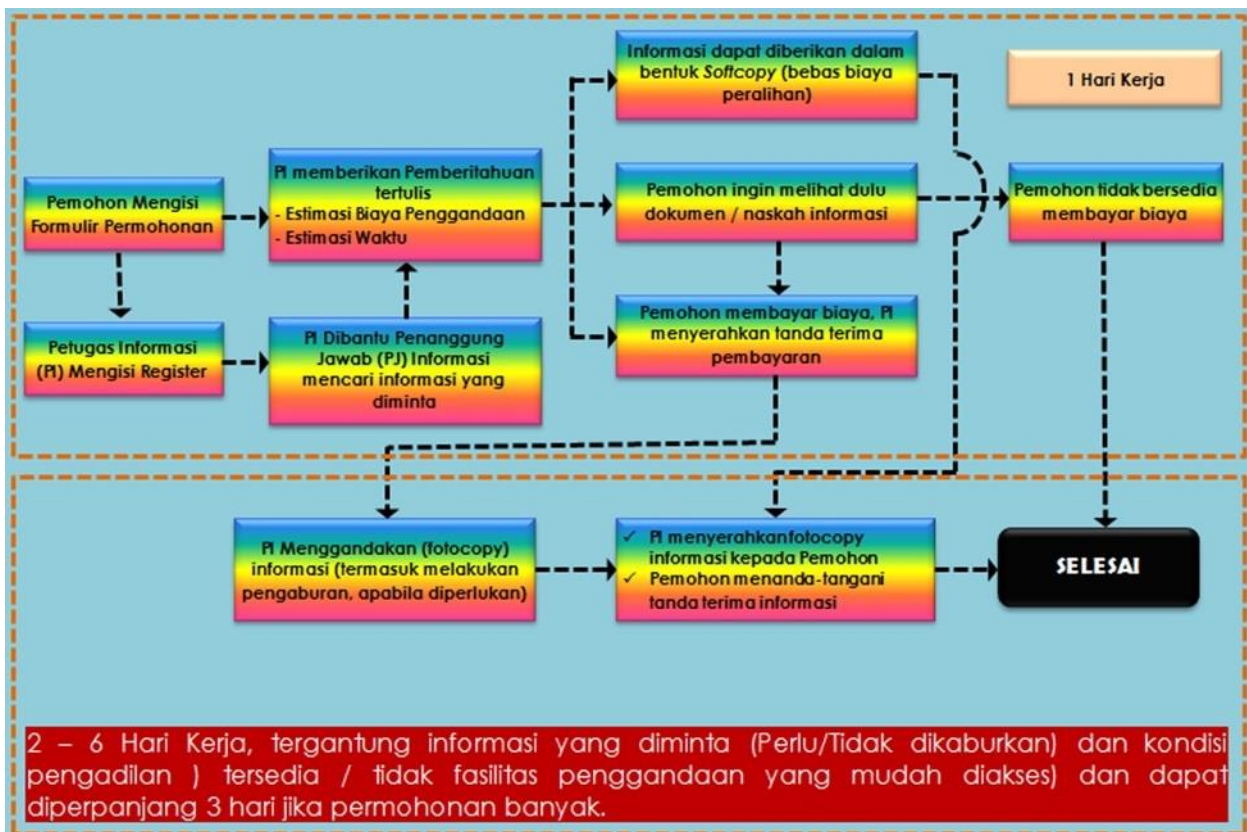 Informasi dapat diberikan dalam
bentuk Softcopy (bebas biaya
peralihan)
1 Hari Kerja
Pemohon Mengisi
Formulir Permohonan
PI memberikan Pemberitahuan
tertulis
- Estimasi Biaya Penggandaan
- Estimasi Waktu
Pemohon ingin melihat dulu
dokumen / naskah informasi
Pemohon tidak bersedia
membayar biaya
Petugas Informasi
(PI) Mengisi Register
PI Dibantu Penanggung
Jawab (PJ) Informasi
mencari informasi yang
diminta
Pemohon membayar biaya, PI
menyerahkan tanda terima
pembayaran
PI Menggandakan (fotocopy)
informasi (termasuk melakukan
pengaburan, apabila diperlukan)
✓ PI menyerahkan fotocopy
informasi kepada Pemohon
✓ Pemohon menanda-tangani
tanda terima informasi
SELESAI
2 – 6 Hari Kerja, tergantung informasi yang diminta (Perlu/Tidak dikaburkan) dan kondisi
pengadilan ) tersedia / tidak fasilitas penggandaan yang mudah diakses) dan dapat
diperpanjang 3 hari jika permohonan banyak.